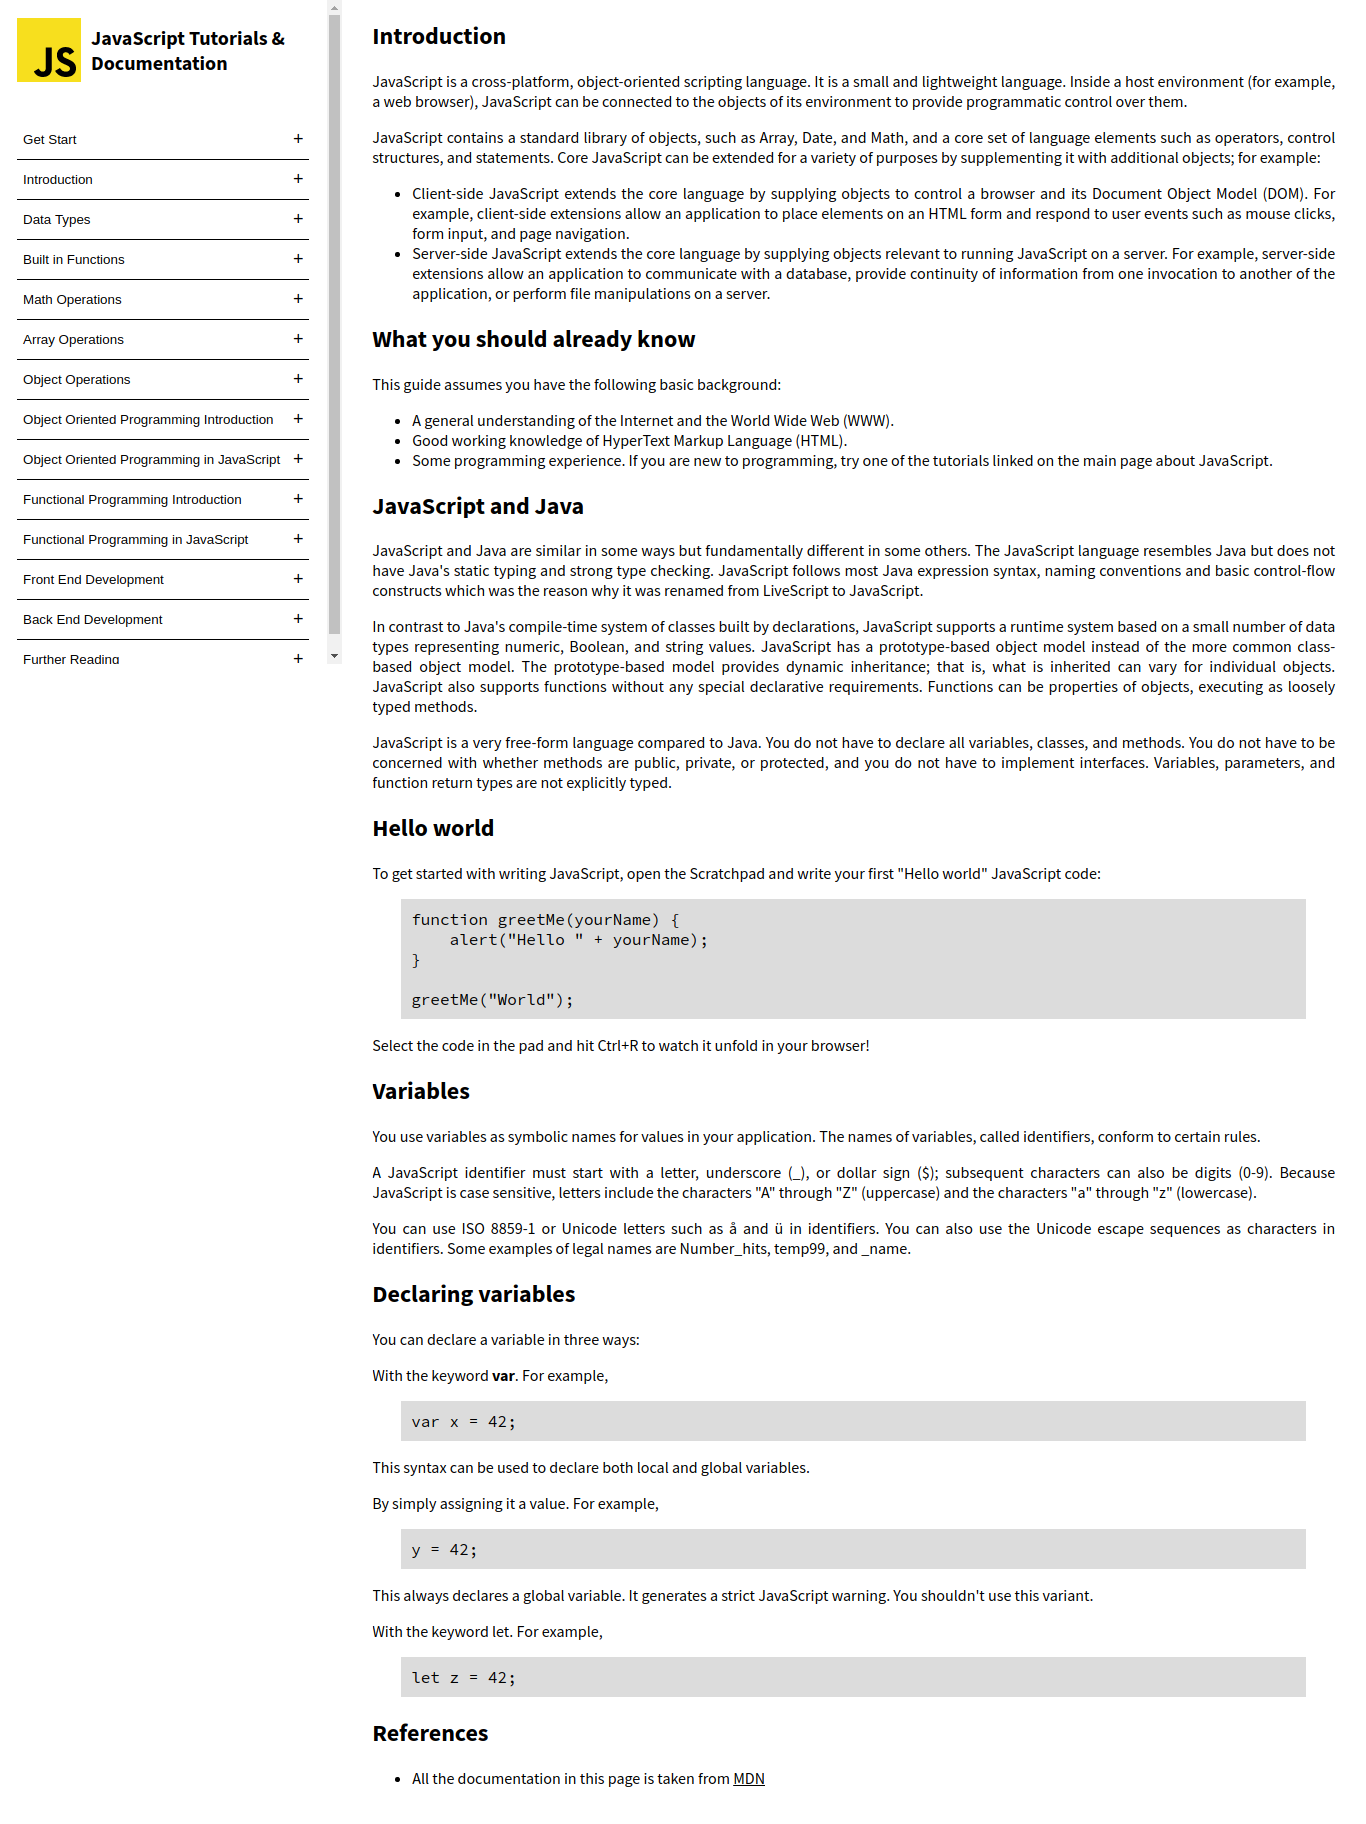 JS
JavaScript Tutorials &
Documentation
Get Start +
Introduction +
Data Types +
Built in Functions +
Math Operations +
Array Operations +
Object Operations +
Object Oriented Programming Introduction +
Object Oriented Programming in JavaScript +
Functional Programming Introduction +
Functional Programming in JavaScript +
Front End Development +
Back End Development +
Further Reading +
Introduction
JavaScript is a cross-platform, object-oriented scripting language. It is a small and lightweight language. Inside a host environment (for example,
a web browser), JavaScript can be connected to the objects of its environment to provide programmatic control over them.
JavaScript contains a standard library of objects, such as Array, Date, and Math, and a core set of language elements such as operators, control
structures, and statements. Core JavaScript can be extended for a variety of purposes by supplementing it with additional objects; for example:
• Client-side JavaScript extends the core language by supplying objects to control a browser and its Document Object Model (DOM). For
example, client-side extensions allow an application to place elements on an HTML form and respond to user events such as mouse clicks,
form input, and page navigation.
• Server-side JavaScript extends the core language by supplying objects relevant to running JavaScript on a server. For example, server-side
extensions allow an application to communicate with a database, provide continuity of information from one invocation to another of the
application, or perform file manipulations on a server.
What you should already know
This guide assumes you have the following basic background:
• A general understanding of the Internet and the World Wide Web (WWW).
• Good working knowledge of HyperText Markup Language (HTML).
• Some programming experience. If you are new to programming, try one of the tutorials linked on the main page about JavaScript.
JavaScript and Java
JavaScript and Java are similar in some ways but fundamentally different in some others. The JavaScript language resembles Java but does not
have Java's static typing and strong type checking. JavaScript follows most Java expression syntax, naming conventions and basic control-flow
constructs which was the reason why it was renamed from LiveScript to JavaScript.
In contrast to Java's compile-time system of classes built by declarations, JavaScript supports a runtime system based on a small number of data
types representing numeric, Boolean, and string values. JavaScript has a prototype-based object model instead of the more common class-
based object model. The prototype-based model provides dynamic inheritance; that is, what is inherited can vary for individual objects.
JavaScript also supports functions without any special declarative requirements. Functions can be properties of objects, executing as loosely
typed methods.
JavaScript is a very free-form language compared to Java. You do not have to declare all variables, classes, and methods. You do not have to be
concerned with whether methods are public, private, or protected, and you do not have to implement interfaces. Variables, parameters, and
function return types are not explicitly typed.
Hello world
To get started with writing JavaScript, open the Scratchpad and write your first "Hello world" JavaScript code:
function greetMe(yourName) {
    alert("Hello " + yourName);
}
greetMe("World");
Select the code in the pad and hit Ctrl+R to watch it unfold in your browser!
Variables
You use variables as symbolic names for values in your application. The names of variables, called identifiers, conform to certain rules.
A JavaScript identifier must start with a letter, underscore (_), or dollar sign ($); subsequent characters can also be digits (0-9). Because
JavaScript is case sensitive, letters include the characters "A" through "Z" (uppercase) and the characters "a" through "z" (lowercase).
You can use ISO 8859-1 or Unicode letters such as å and ü in identifiers. You can also use the Unicode escape sequences as characters in
identifiers. Some examples of legal names are Number_hits, temp99, and _name.
Declaring variables
You can declare a variable in three ways:
With the keyword var. For example,
var x = 42;
This syntax can be used to declare both local and global variables.
By simply assigning it a value. For example,
y = 42;
This always declares a global variable. It generates a strict JavaScript warning. You shouldn't use this variant.
With the keyword let. For example,
let z = 42;
References
• All the documentation in this page is taken from MDN